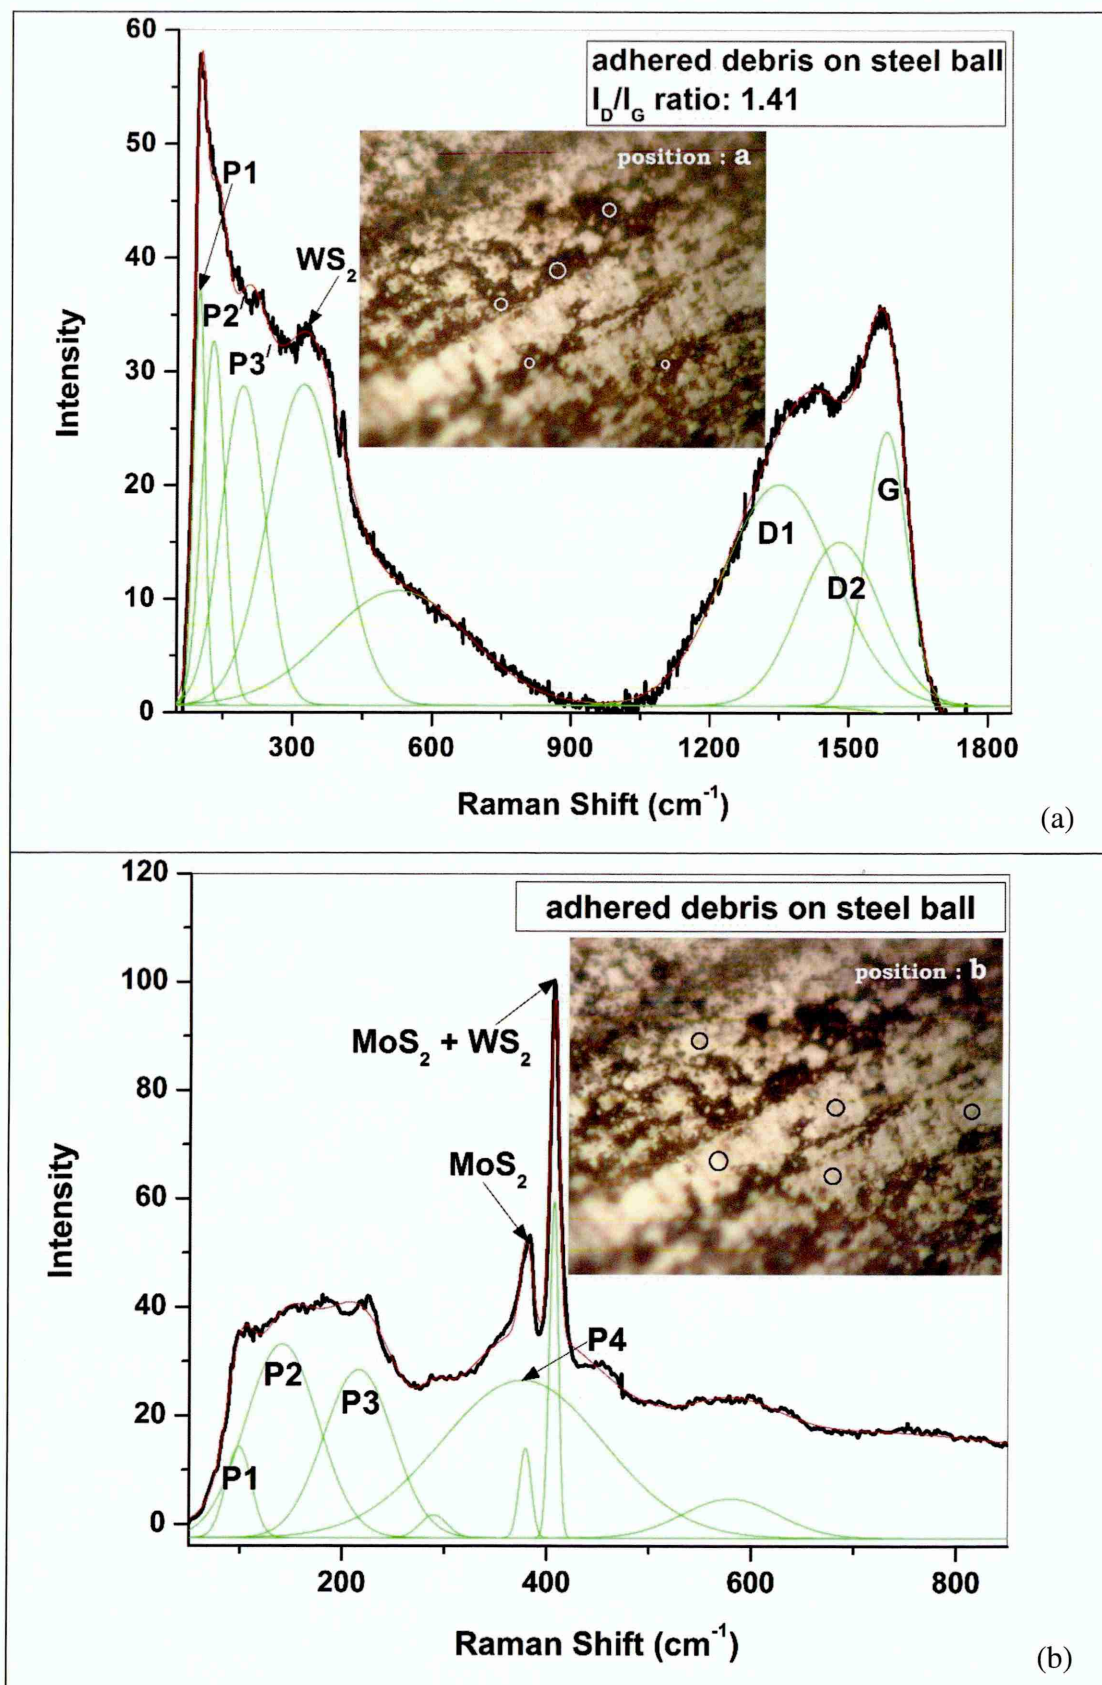 60
50
40
30
20
10
0
Intensity
adhered debris on steel ball
I_D/I_G ratio: 1.41
position : a
P1
P2
P3
WS₂
D1
D2
G
300 600 900 1200 1500 1800
Raman Shift (cm⁻¹)
(a)
120
100
80
60
40
20
0
Intensity
adhered debris on steel ball
position : b
MoS₂ + WS₂
MoS₂
P4
P2
P3
P1
200 400 600 800
Raman Shift (cm⁻¹)
(b)